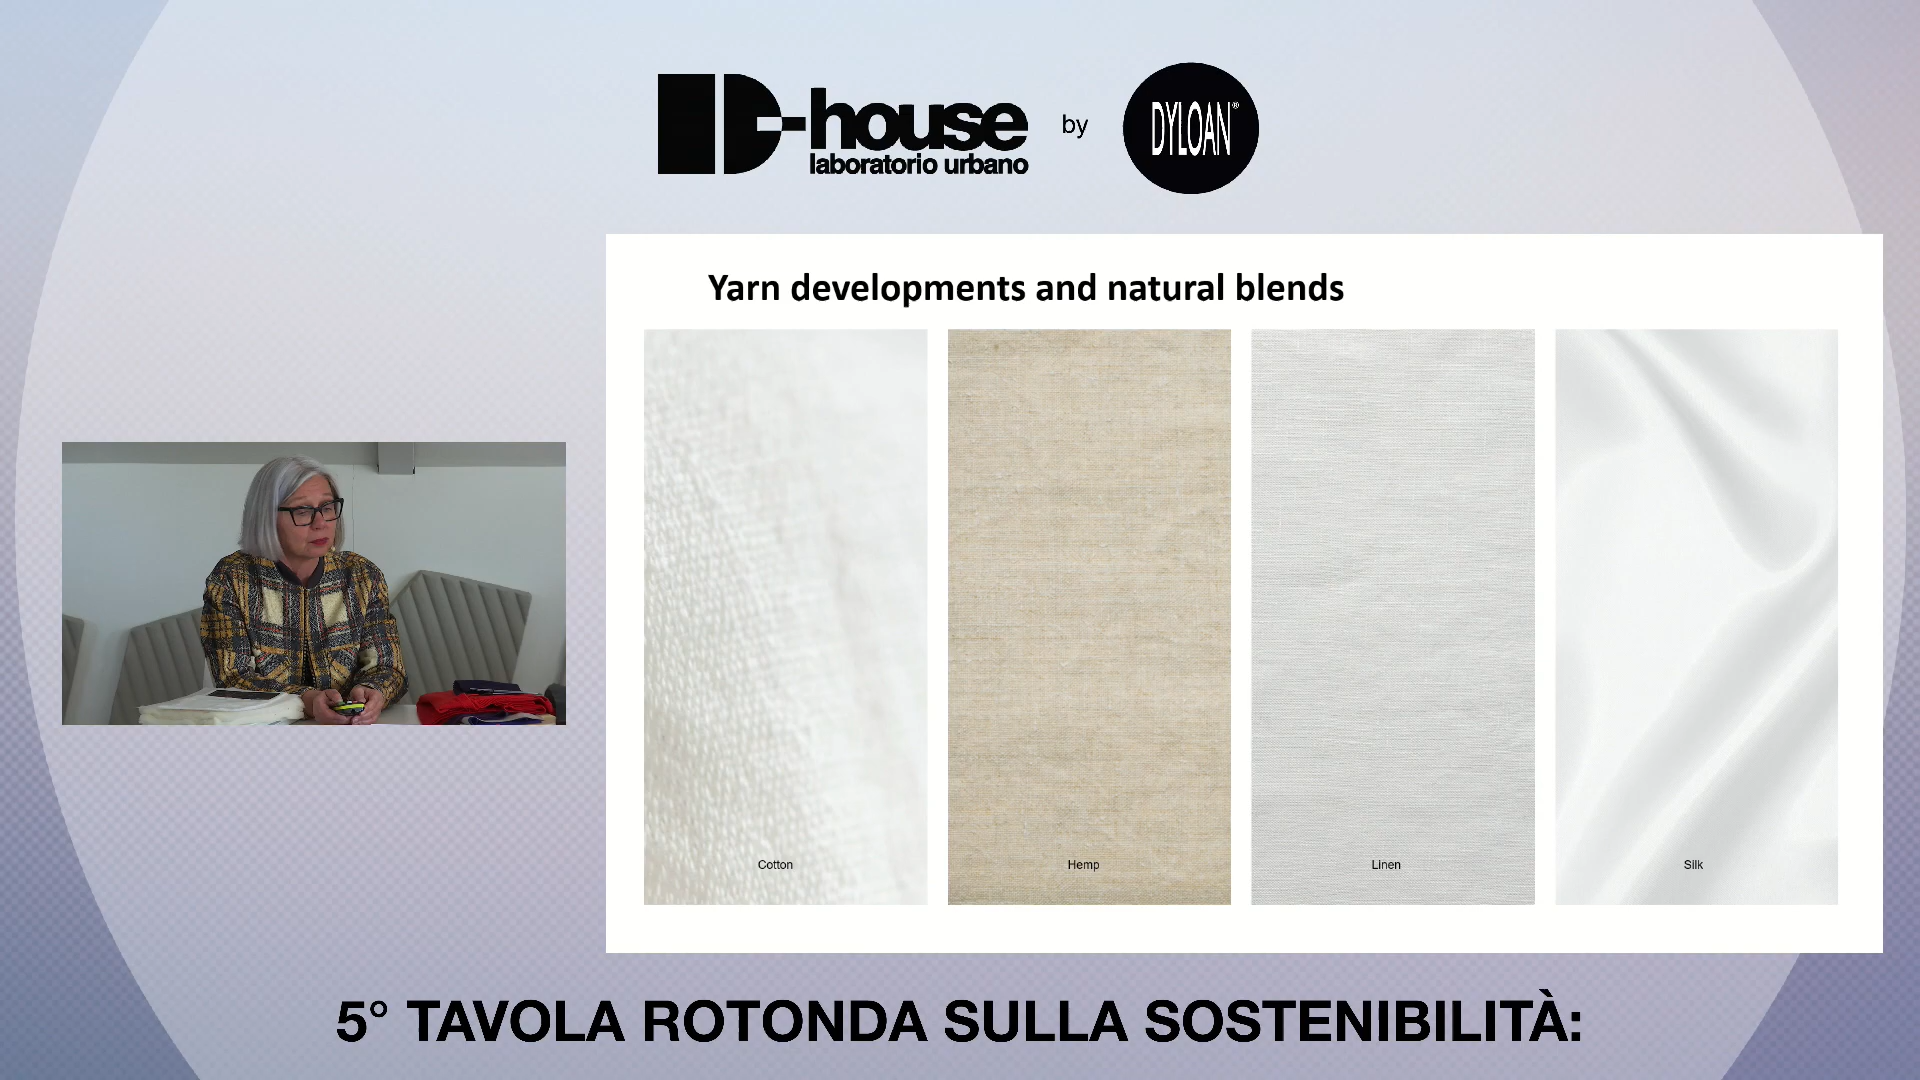 D-house
laboratorio urbano
by
DYLOAN®
Yarn developments and natural blends
Cotton
Hemp
Linen
Silk
5° TAVOLA ROTONDA SULLA SOSTENIBILITÀ: